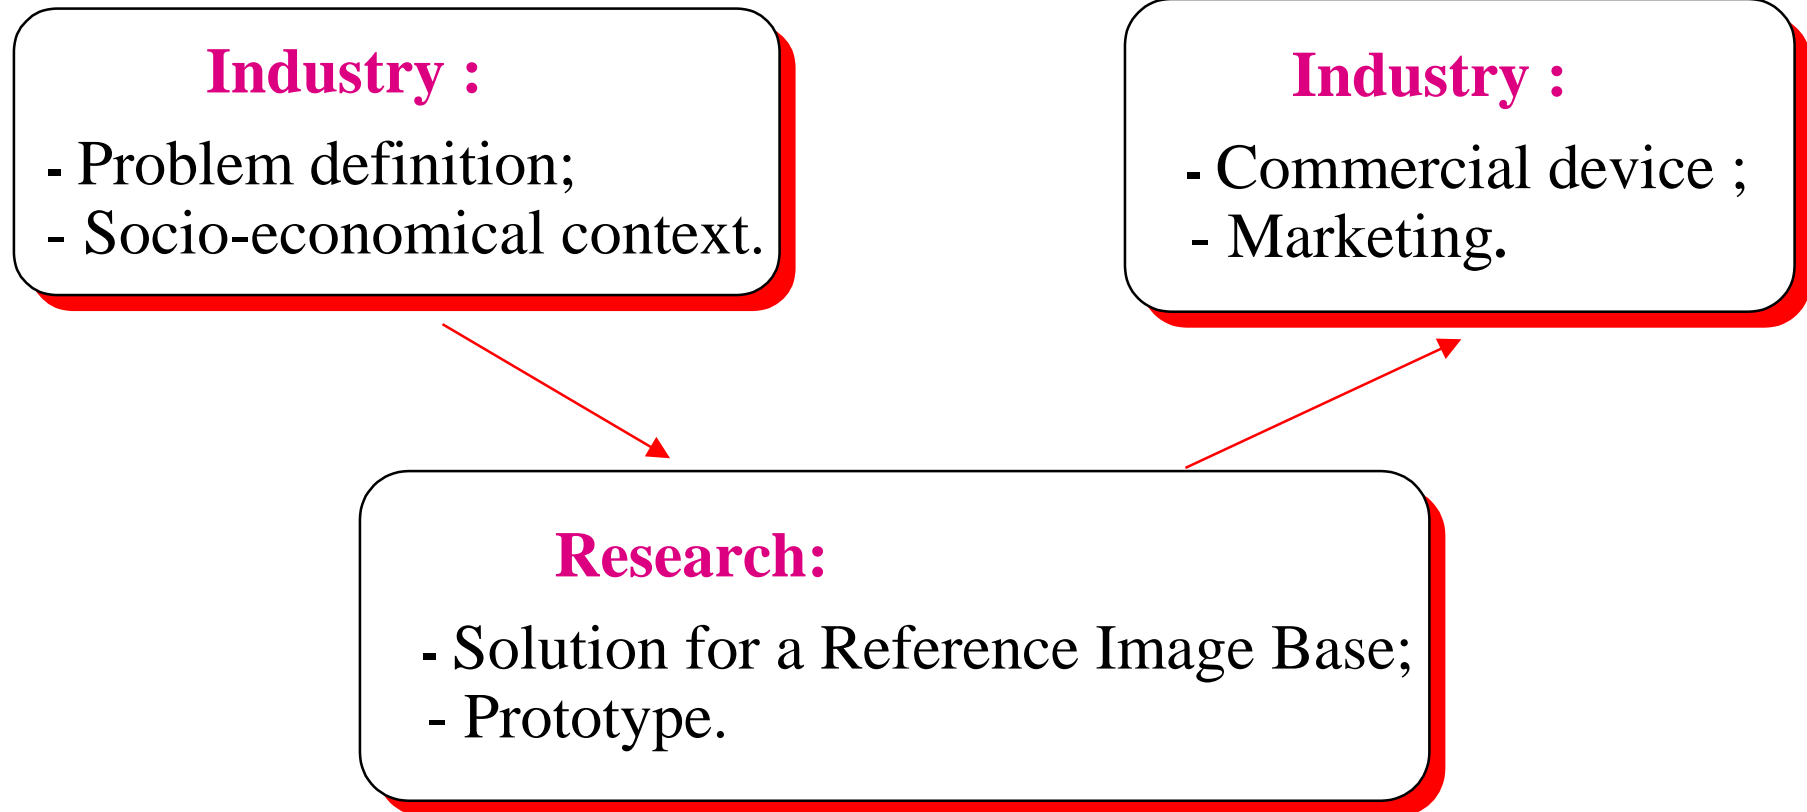 Industry :
- Problem definition;
- Socio-economical context.
Industry :
- Commercial device ;
- Marketing.
Research:
- Solution for a Reference Image Base;
- Prototype.